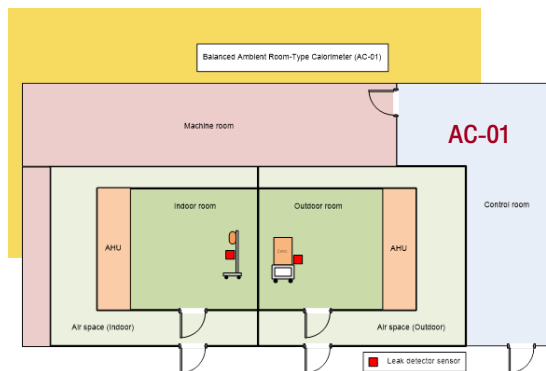 Balanced Ambient Room-Type Calorimeter (AC-01)
Machine room
AC-01
Indoor room
Outdoor room
Control room
AHU
AHU
Air space (Indoor)
Air space (Outdoor)
Leak detector sensor